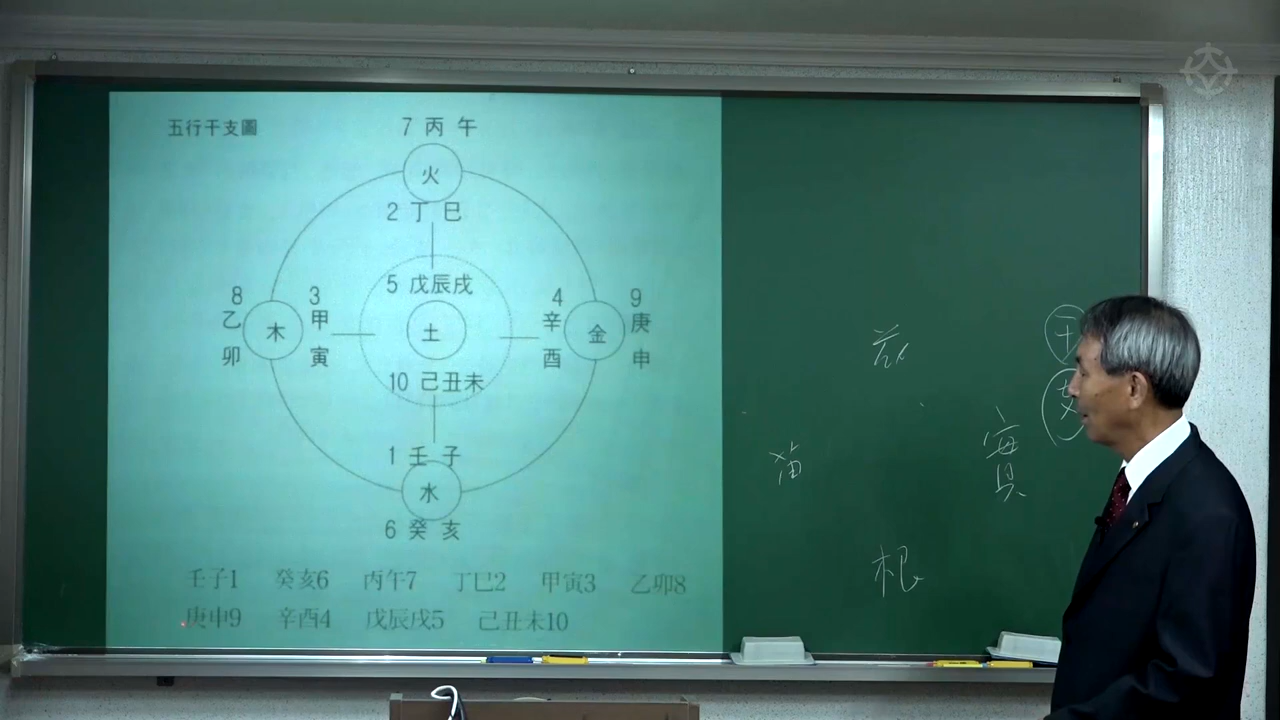 五行干支圖
7 丙 午
火
2 丁 巳
8 乙 卯
木
3 甲 寅
5 戊辰戌
土
10 己丑未
4 辛 酉
金
9 庚 申
1 壬 子
水
6 癸 亥
壬子1 癸亥6 丙午7 丁巳2 甲寅3 乙卯8
庚申9 辛酉4 戊辰戌5 己丑未10
干
支
苗
根